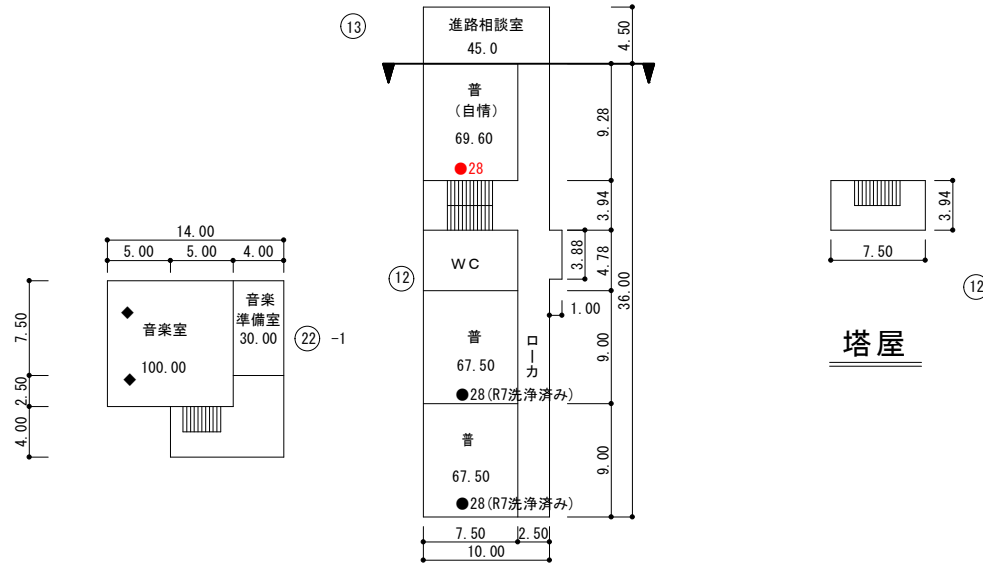 ⑬
進路相談室
45.0
4.50
普
(自情)
69.60
●28
9.28
3.94
3.88
4.78
36.00
1.00
WC
⑫
普
67.50
●28(R7洗浄済み)
ローカ
9.00
普
67.50
●28(R7洗浄済み)
9.00
7.50
2.50
10.00
14.00
5.00
5.00
4.00
7.50
2.50
4.00
音楽室
100.00
音楽
準備室
30.00
㉒ -1
3.94
7.50
⑫
塔屋